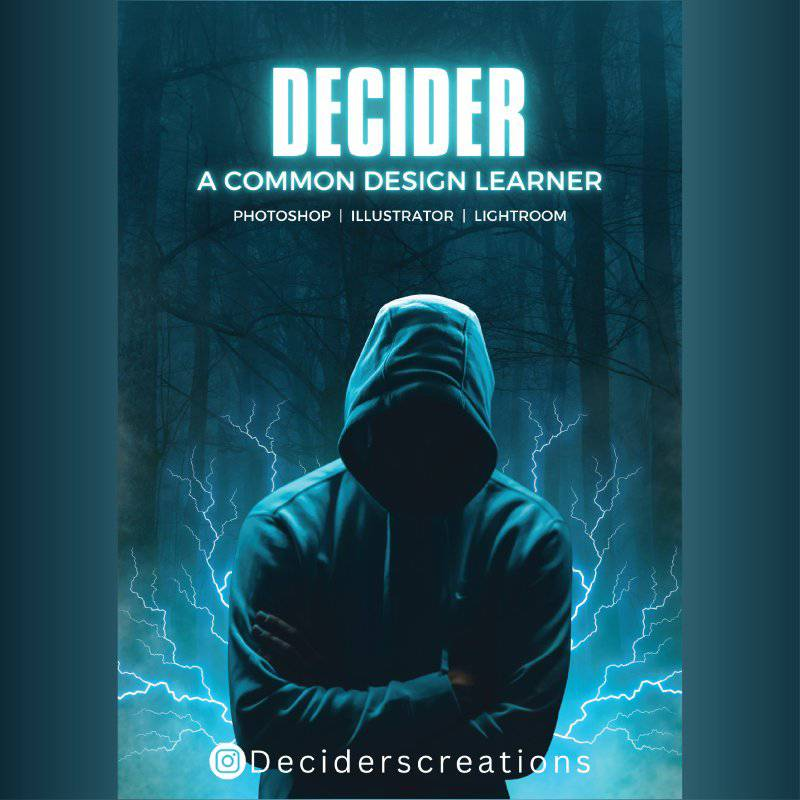 DECIDER
A COMMON DESIGN LEARNER
PHOTOSHOP | ILLUSTRATOR | LIGHTROOM
Deciderscreations